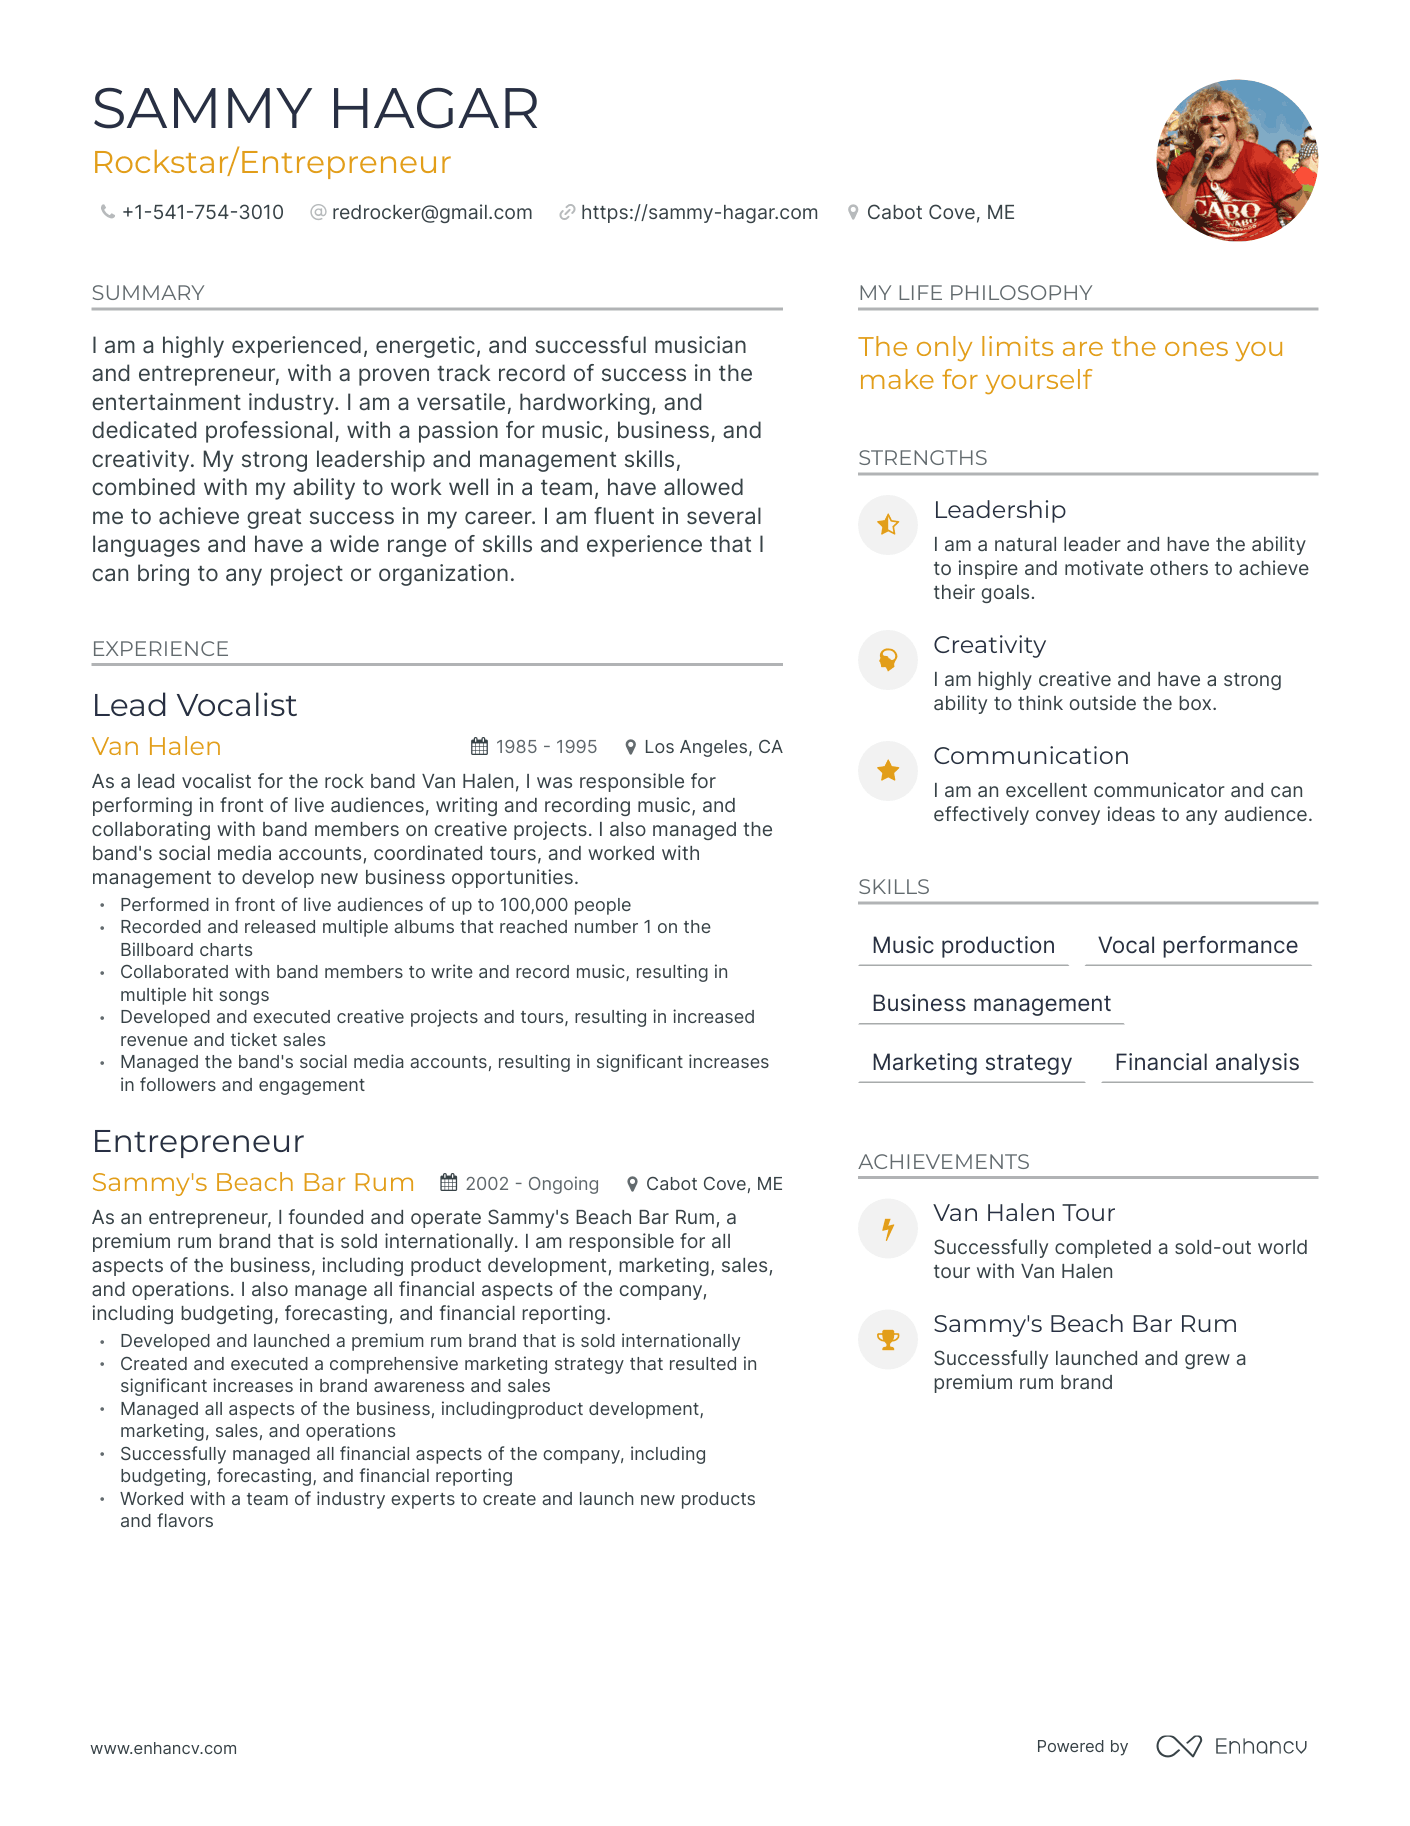 SAMMY HAGAR
Rockstar/Entrepreneur
+1-541-754-3010 @ redrocker@gmail.com https://sammy-hagar.com Cabot Cove, ME
CABO
WABO
SUMMARY
I am a highly experienced, energetic, and successful musician
and entrepreneur, with a proven track record of success in the
entertainment industry. I am a versatile, hardworking, and
dedicated professional, with a passion for music, business, and
creativity. My strong leadership and management skills,
combined with my ability to work well in a team, have allowed
me to achieve great success in my career. I am fluent in several
languages and have a wide range of skills and experience that I
can bring to any project or organization.
EXPERIENCE
Lead Vocalist
Van Halen 1985 - 1995 Los Angeles, CA
As a lead vocalist for the rock band Van Halen, I was responsible for
performing in front of live audiences, writing and recording music, and
collaborating with band members on creative projects. I also managed the
band's social media accounts, coordinated tours, and worked with
management to develop new business opportunities.
• Performed in front of live audiences of up to 100,000 people
• Recorded and released multiple albums that reached number 1 on the
Billboard charts
• Collaborated with band members to write and record music, resulting in
multiple hit songs
• Developed and executed creative projects and tours, resulting in increased
revenue and ticket sales
• Managed the band's social media accounts, resulting in significant increases
in followers and engagement
Entrepreneur
Sammy's Beach Bar Rum 2002 - Ongoing Cabot Cove, ME
As an entrepreneur, I founded and operate Sammy's Beach Bar Rum, a
premium rum brand that is sold internationally. I am responsible for all
aspects of the business, including product development, marketing, sales,
and operations. I also manage all financial aspects of the company,
including budgeting, forecasting, and financial reporting.
• Developed and launched a premium rum brand that is sold internationally
• Created and executed a comprehensive marketing strategy that resulted in
significant increases in brand awareness and sales
• Managed all aspects of the business, includingproduct development,
marketing, sales, and operations
• Successfully managed all financial aspects of the company, including
budgeting, forecasting, and financial reporting
• Worked with a team of industry experts to create and launch new products
and flavors
MY LIFE PHILOSOPHY
The only limits are the ones you
make for yourself
STRENGTHS
Leadership
I am a natural leader and have the ability
to inspire and motivate others to achieve
their goals.
Creativity
I am highly creative and have a strong
ability to think outside the box.
Communication
I am an excellent communicator and can
effectively convey ideas to any audience.
SKILLS
Music production Vocal performance
Business management
Marketing strategy Financial analysis
ACHIEVEMENTS
Van Halen Tour
Successfully completed a sold-out world
tour with Van Halen
Sammy's Beach Bar Rum
Successfully launched and grew a
premium rum brand
www.enhancv.com
Powered by Enhancv